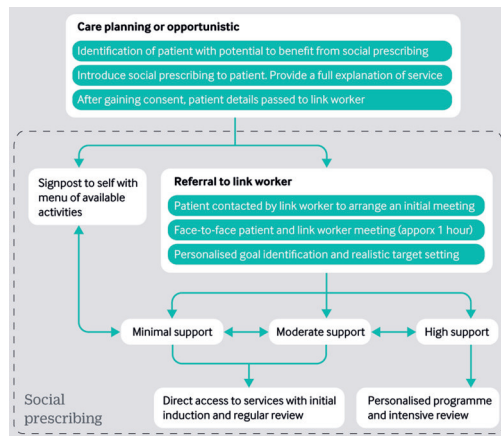 Care planning or opportunistic
Identification of patient with potential to benefit from social prescribing
Introduce social prescribing to patient. Provide a full explanation of service
After gaining consent, patient details passed to link worker
Signpost to self with
menu of available
activities
Referral to link worker
Patient contacted by link worker to arrange an initial meeting
Face-to-face patient and link worker meeting (apporx 1 hour)
Personalised goal identification and realistic target setting
Minimal support
Moderate support
High support
Social
prescribing
Direct access to services with initial
induction and regular review
Personalised programme
and intensive review